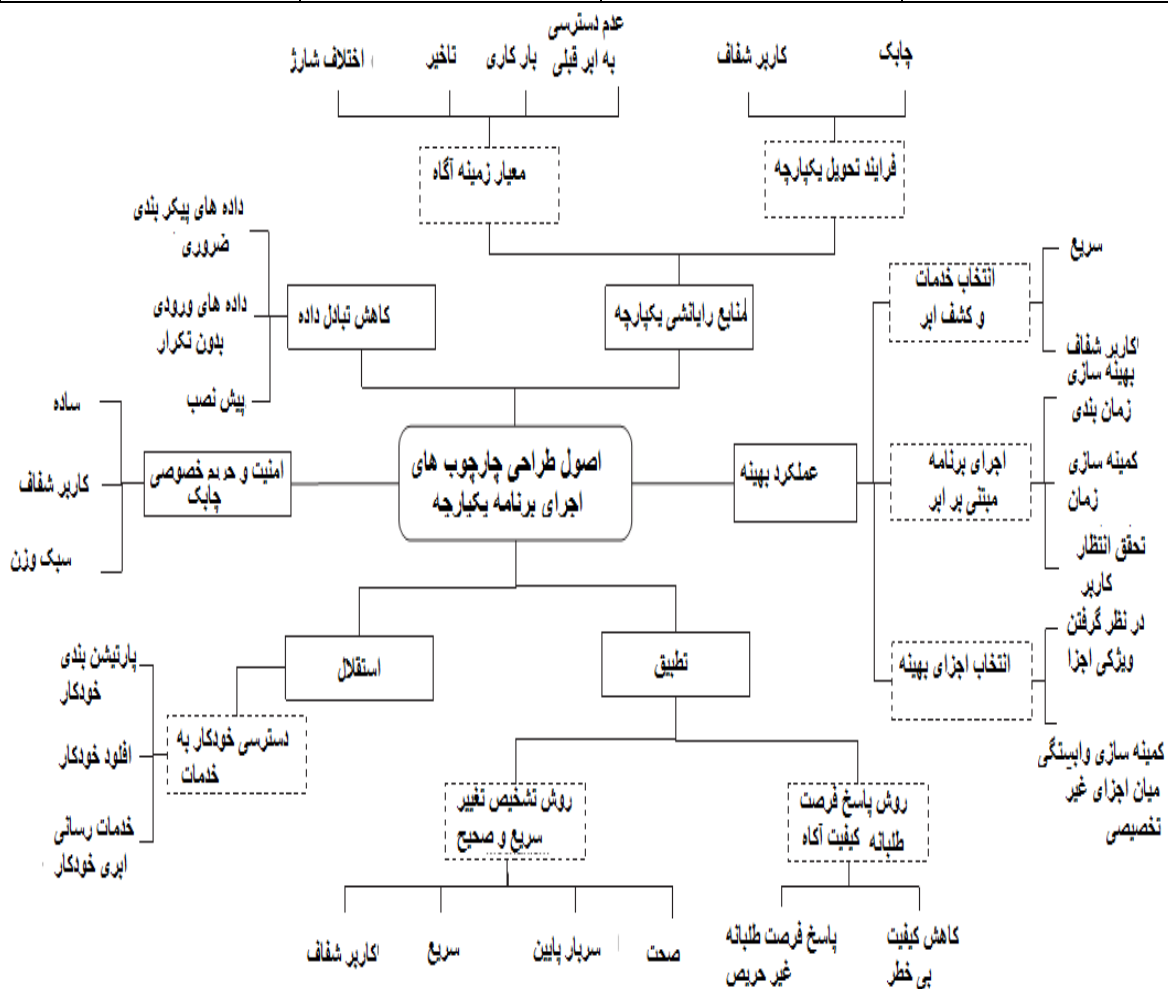 عدم دسترسی
به ابر قبلی
بار کاری
تاخیر
اختلاف شارژ
چابک
کاربر شفاف
معیار زمینه آگاه
فرایند تحویل یکپارچه
داده های پیکر بندی
ضروری
داده های ورودی
بدون تکرار
پیش نصب
کاهش تبادل داده
منابع رایانشی یکپارچه
انتخاب خدمات
و کشف ابر
سریع
کاربر شفاف
ساده
کاربر شفاف
سبک وزن
امنیت و حریم خصوصی
چابک
اصول طراحی چارچوب های
اجرای برنامه یکپارچه
عملکرد بهینه
اجرای برنامه
مبتنی بر ابر
بهینه سازی
زمان بندی
کمینه سازی
زمان
تحقق انتظار
کاربر
انتخاب اجزای بهینه
در نظر گرفتن
ویژگی اجزا
کمینه سازی وابستگی
میان اجزای غیر
تخصیصی
استقلال
تطبیق
دسترسی خودکار به
خدمات
پارتیشن بندی
خودکار
افلود خودکار
خدمات رسانی
ابری خودکار
روش تشخیص تغییر
سریع و صحیح
روش پاسخ فرصت
طلبانه کیفیت آگاه
صحت
سربار پایین
سریع
کاربر شفاف
کاهش کیفیت
بی خطر
پاسخ فرصت طلبانه
غیر حریص